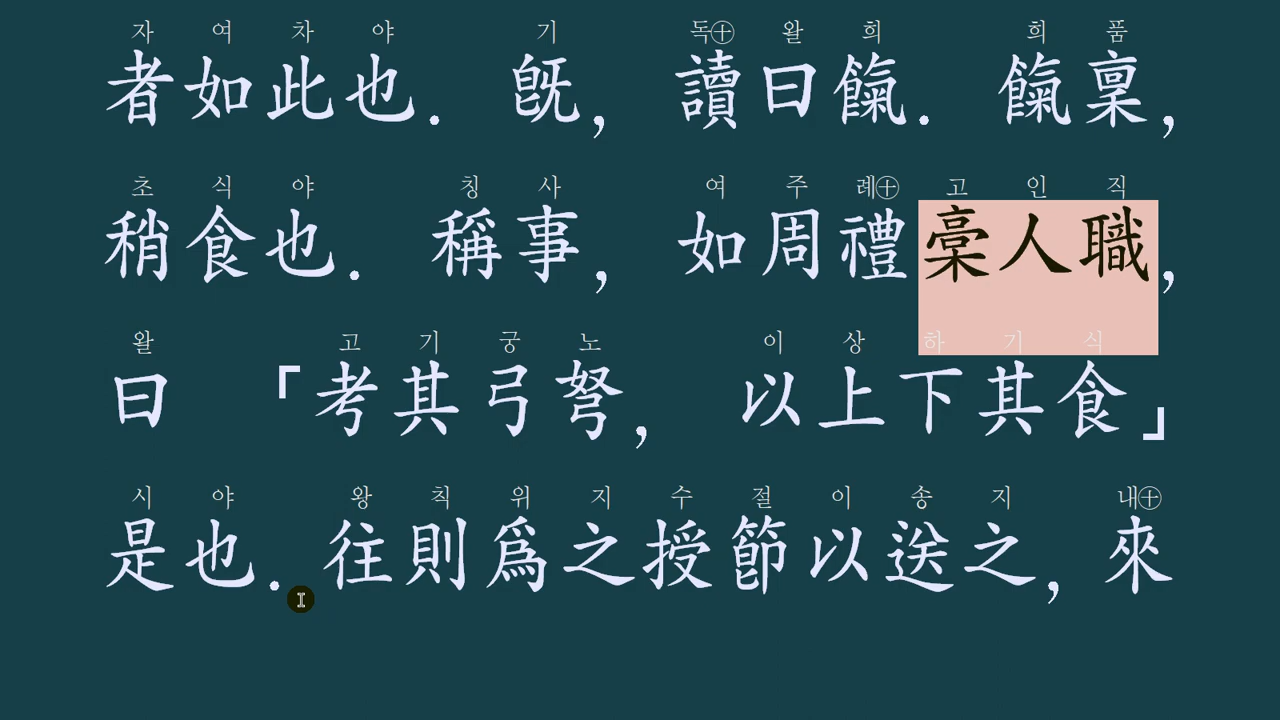 자 여 차 야 기 독㊉ 왈 희 희 품
者如此也. 旣, 讀曰餼. 餼稟,
초 식 야 칭 사 여 주 례㊉ 고 인 직
稍食也. 稱事, 如周禮稾人職,
왈 고 기 궁 노 이 상 하 기 식
曰 「考其弓弩, 以上下其食」
시 야 왕 칙 위 지 수 절 이 송 지 내㊉
是也. 往則爲之授節以送之, 來